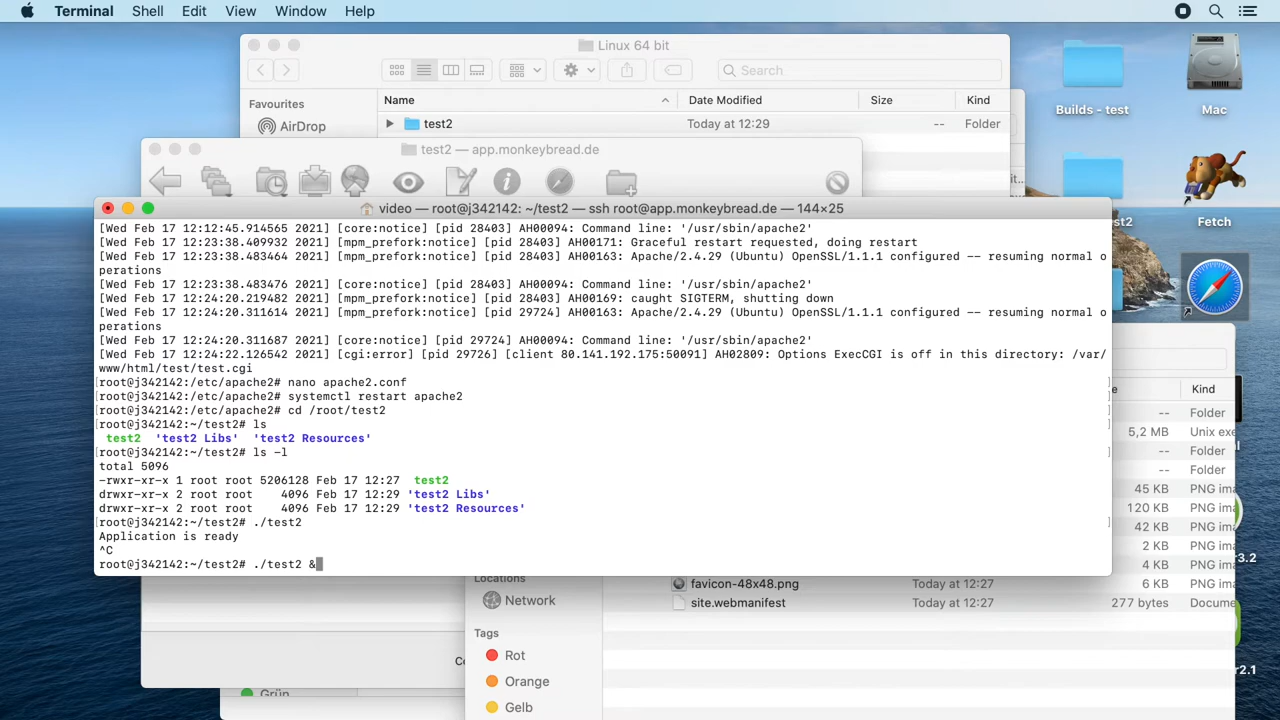 Terminal Shell Edit View Window Help
Linux 64 bit
Search
Favourites
Name Date Modified Size Kind
AirDrop
test2 Today at 12:29 -- Folder
Builds - test
Mac
test2 — app.monkeybread.de
Fetch
video — root@j342142: ~/test2 — ssh root@app.monkeybread.de — 144×25
[Wed Feb 17 12:12:45.914565 2021] [core:notice] [pid 28403] AH00094: Command line: '/usr/sbin/apache2'
[Wed Feb 17 12:23:38.409932 2021] [mpm_prefork:notice] [pid 28403] AH00171: Graceful restart requested, doing restart
[Wed Feb 17 12:23:38.483464 2021] [mpm_prefork:notice] [pid 28403] AH00163: Apache/2.4.29 (Ubuntu) OpenSSL/1.1.1 configured -- resuming normal o
perations
[Wed Feb 17 12:23:38.483476 2021] [core:notice] [pid 28403] AH00094: Command line: '/usr/sbin/apache2'
[Wed Feb 17 12:24:20.219482 2021] [mpm_prefork:notice] [pid 28403] AH00169: caught SIGTERM, shutting down
[Wed Feb 17 12:24:20.311614 2021] [mpm_prefork:notice] [pid 29724] AH00163: Apache/2.4.29 (Ubuntu) OpenSSL/1.1.1 configured -- resuming normal o
perations
[Wed Feb 17 12:24:20.311687 2021] [core:notice] [pid 29724] AH00094: Command line: '/usr/sbin/apache2'
[Wed Feb 17 12:24:22.126542 2021] [cgi:error] [pid 29726] [client 80.141.192.175:50091] AH02809: Options ExecCGI is off in this directory: /var/
www/html/test/test.cgi
[root@j342142:/etc/apache2# nano apache2.conf ]
[root@j342142:/etc/apache2# systemctl restart apache2 ]
[root@j342142:/etc/apache2# cd /root/test2 ]
[root@j342142:~/test2# ls ]
test2 'test2 Libs' 'test2 Resources'
[root@j342142:~/test2# ls -l ]
total 5096
-rwxr-xr-x 1 root root 5206128 Feb 17 12:27 test2
drwxr-xr-x 2 root root 4096 Feb 17 12:29 'test2 Libs'
drwxr-xr-x 2 root root 4096 Feb 17 12:29 'test2 Resources'
[root@j342142:~/test2# ./test2 ]
Application is ready
^C
root@j342142:~/test2# ./test2 &
Kind
-- Folder
5,2 MB Unix exe
-- Folder
-- Folder
45 KB PNG ima
120 KB PNG ima
42 KB PNG ima
2 KB PNG ima
4 KB PNG ima
favicon-48x48.png Today at 12:27 6 KB PNG ima
site.webmanifest Today at 12:27 277 bytes Docume
Locations
Network
Tags
Rot
Orange
Gelb
Grün